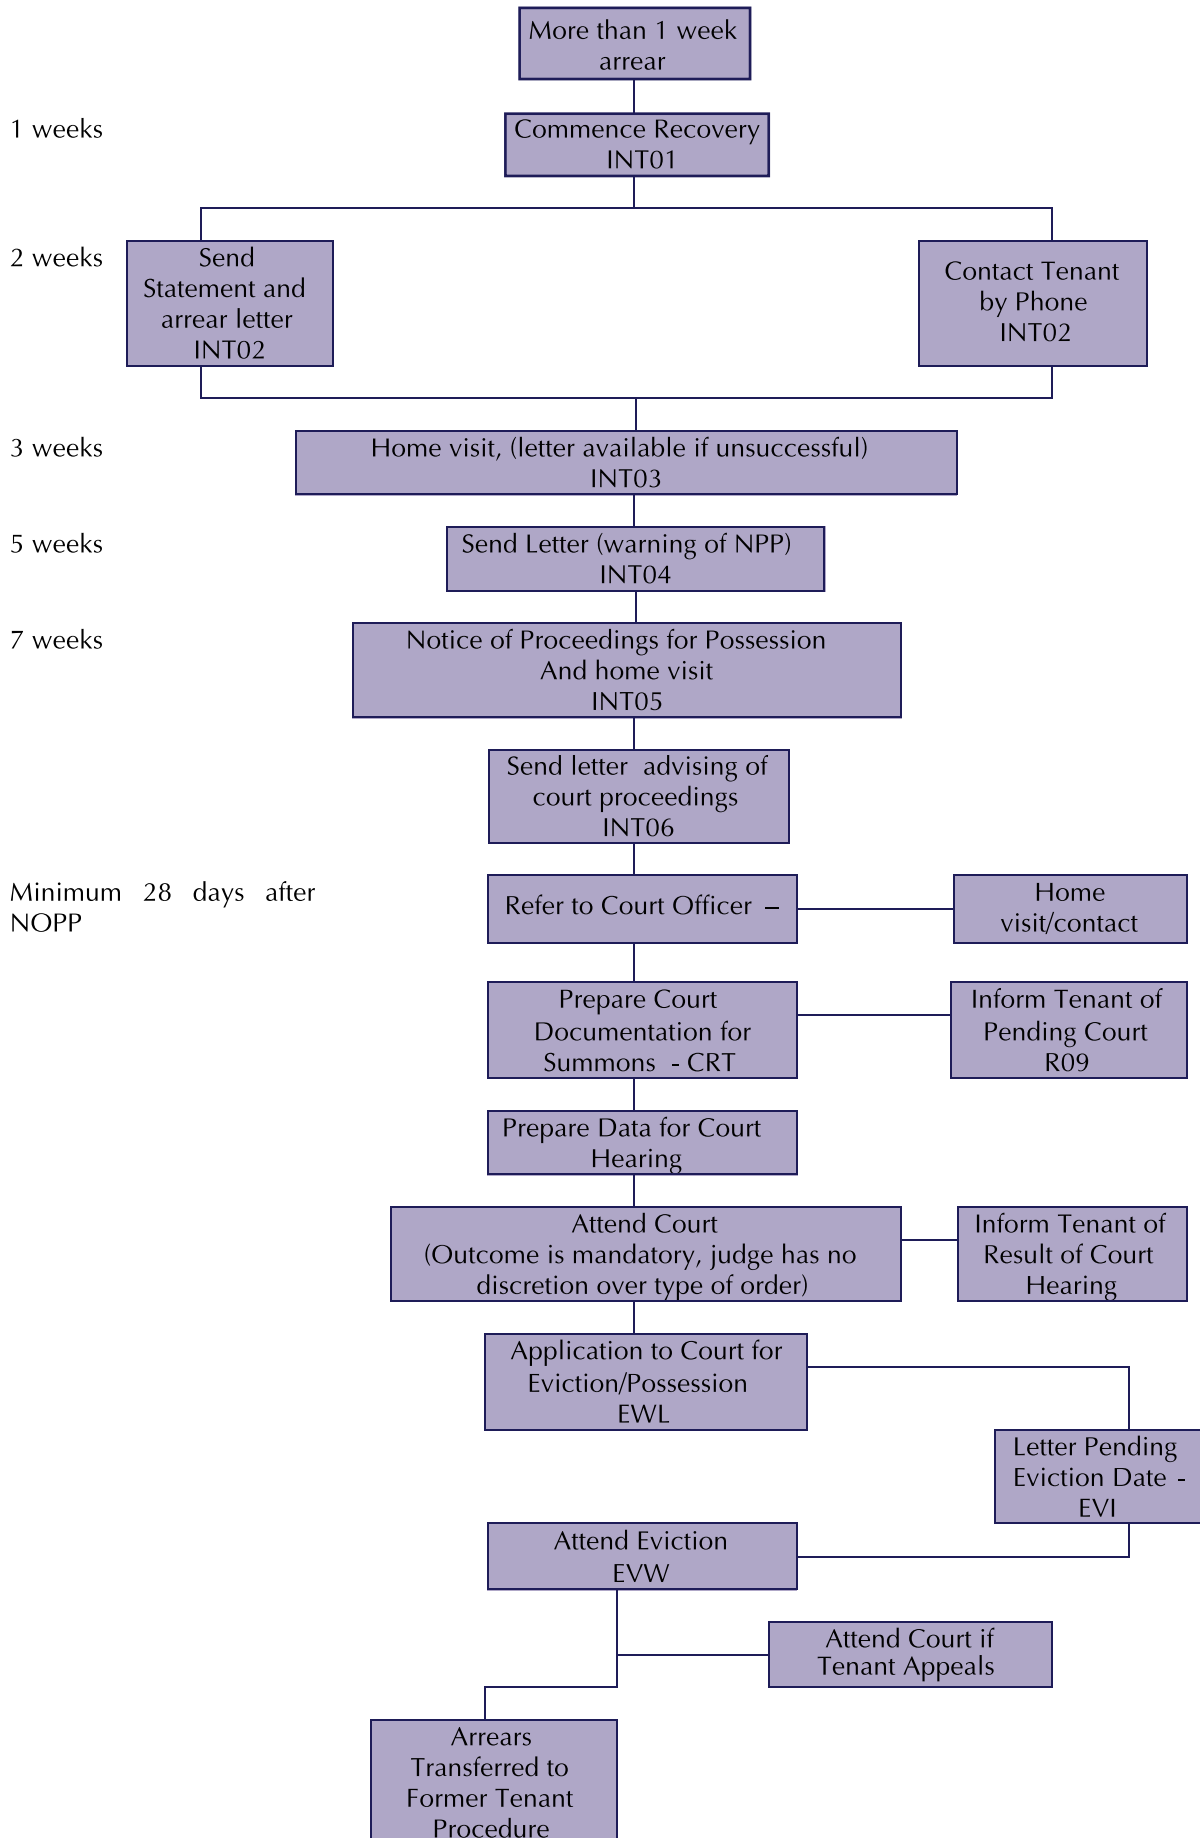 More than 1 week
arrear
1 weeks
Commence Recovery
INT01
2 weeks
Send
Statement and
arrear letter
INT02
Contact Tenant
by Phone
INT02
3 weeks
Home visit, (letter available if unsuccessful)
INT03
5 weeks
Send Letter (warning of NPP)
INT04
7 weeks
Notice of Proceedings for Possession
And home visit
INT05
Send letter advising of
court proceedings
INT06
Minimum 28 days after
NOPP
Refer to Court Officer –
Home
visit/contact
Prepare Court
Documentation for
Summons - CRT
Inform Tenant of
Pending Court
R09
Prepare Data for Court
Hearing
Attend Court
(Outcome is mandatory, judge has no
discretion over type of order)
Inform Tenant of
Result of Court
Hearing
Application to Court for
Eviction/Possession
EWL
Letter Pending
Eviction Date -
EVI
Attend Eviction
EVW
Attend Court if
Tenant Appeals
Arrears
Transferred to
Former Tenant
Procedure